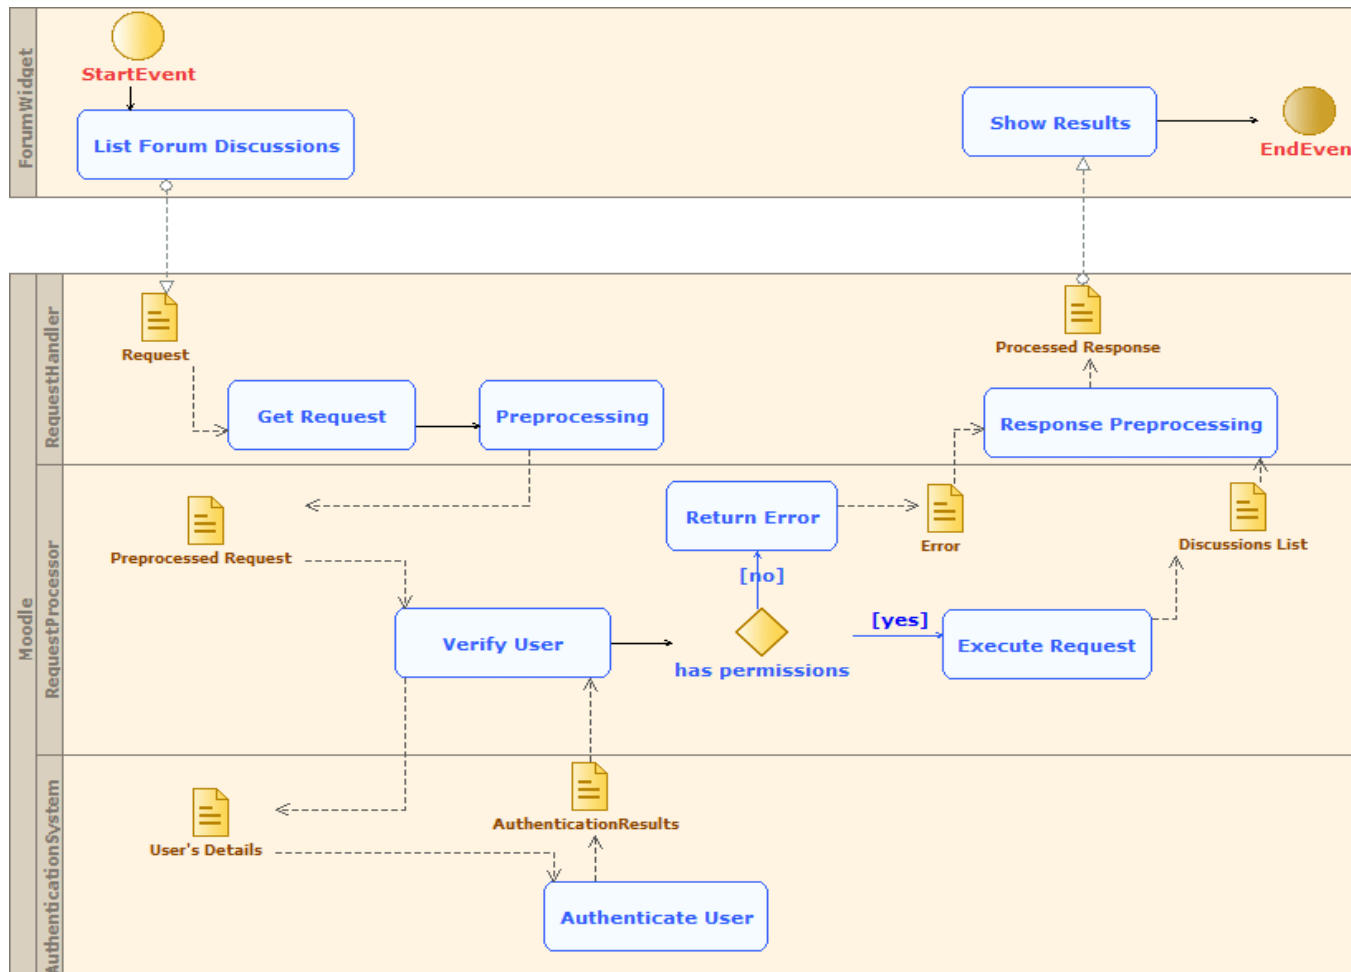 ForumWidget
StartEvent
List Forum Discussions
Show Results
EndEven
Moodle
RequestHandler
Request
Get Request
Preprocessing
Processed Response
Response Preprocessing
RequestProcessor
Preprocessed Request
Return Error
Error
Discussions List
[no]
[yes]
Verify User
has permissions
Execute Request
AuthenticationSystem
User's Details
AuthenticationResults
Authenticate User